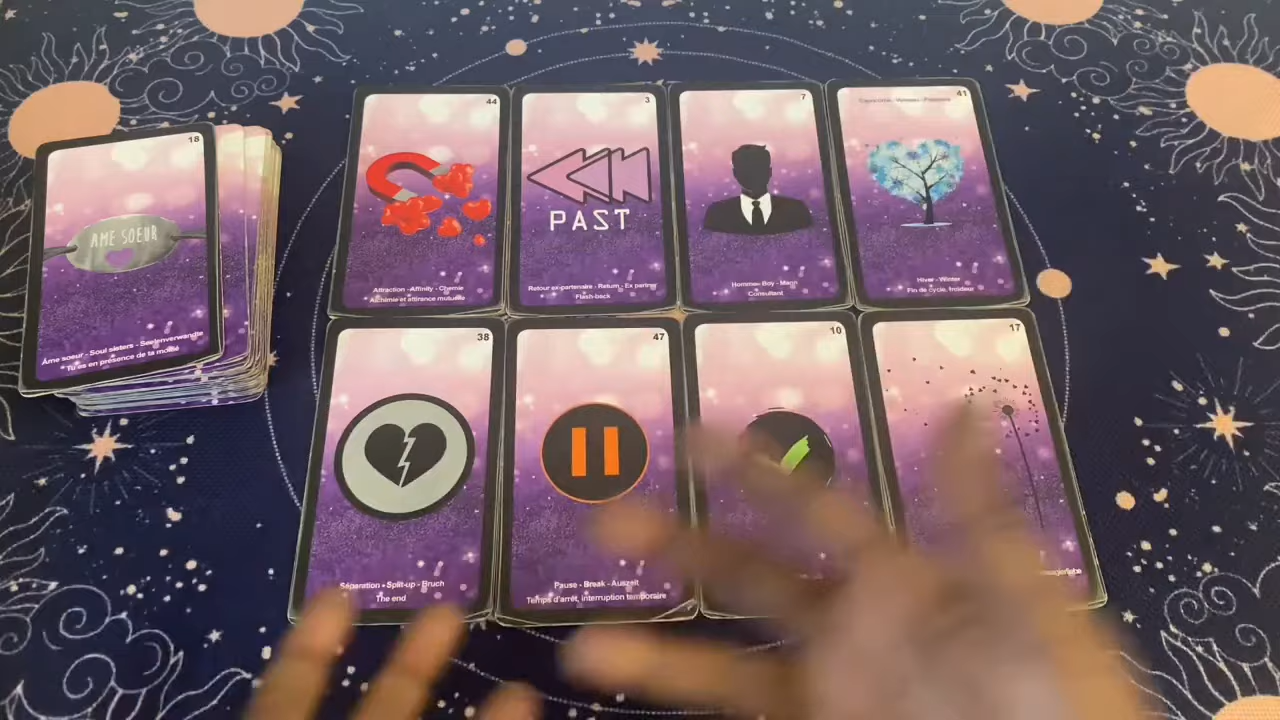 18
AME SOEUR
Âme soeur - Soul sisters - Seelenverwandte
Tu es en présence de ta moitié
44
Attraction - Affinity - Chemie
Alchimie et attirance mutuelle
3
PAST
Retour ex-partenaire - Return - Ex partner
Flash-back
7
Homme - Boy - Mann
Consultant
41
Hiver - Winter
Fin de cycle, froideur
38
Séparation - Split-up - Bruch
The end
47
Pause - Break - Auszeit
Temps d'arrêt, interruption temporaire
10
17